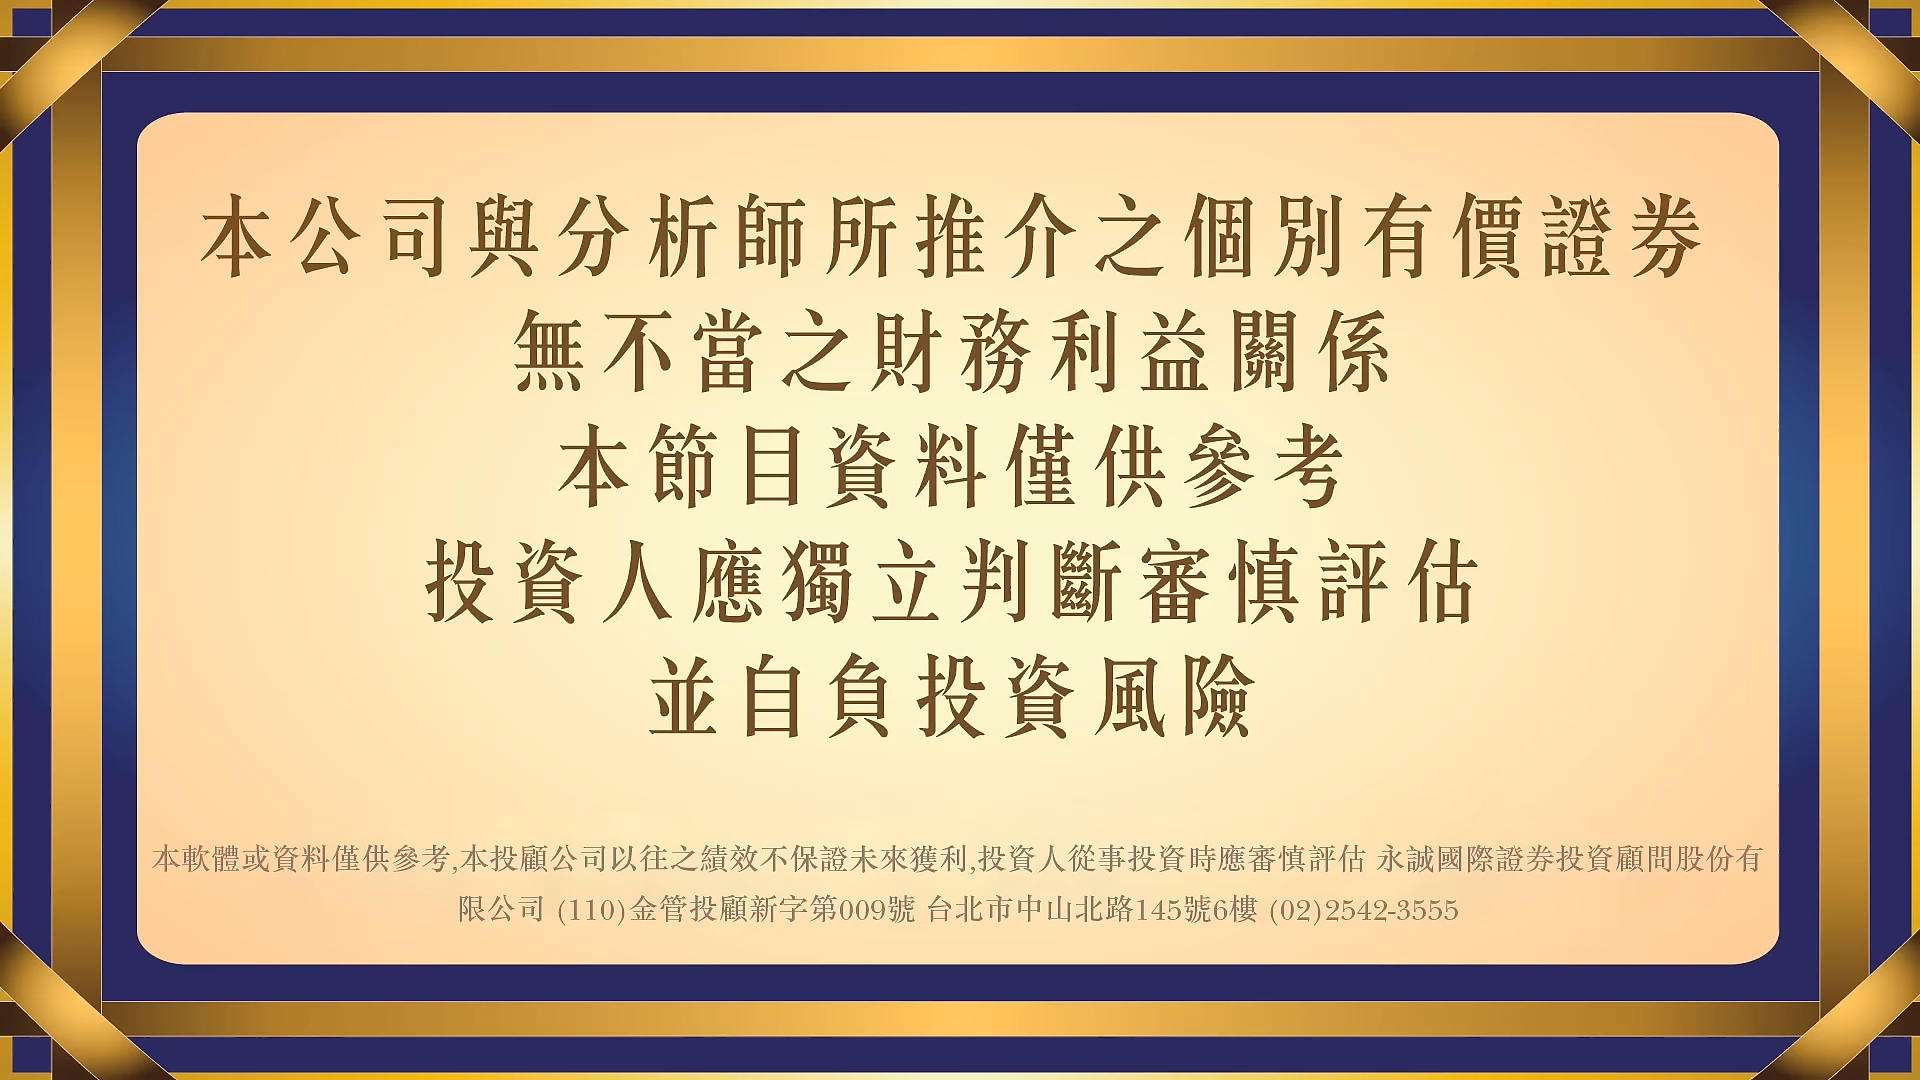 本公司與分析師所推介之個別有價證券
無不當之財務利益關係
本節目資料僅供參考
投資人應獨立判斷審慎評估
並自負投資風險
本軟體或資料僅供參考,本投顧公司以往之績效不保證未來獲利,投資人從事投資時應審慎評估 永誠國際證券投資顧問股份有
限公司 (110)金管投顧新字第009號 台北市中山北路145號6樓 (02)2542-3555